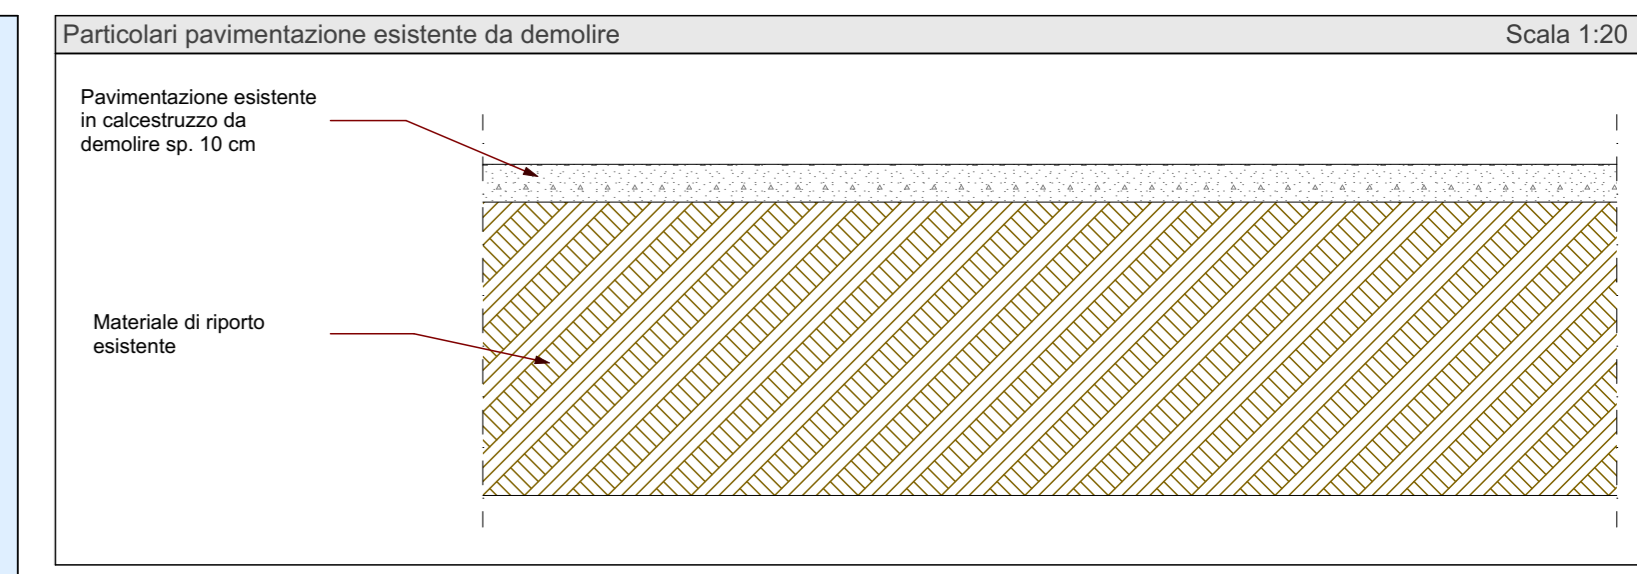 Particolari pavimentazione esistente da demolire
Scala 1:20
Pavimentazione esistente
in calcestruzzo da
demolire sp. 10 cm
Materiale di riporto
esistente